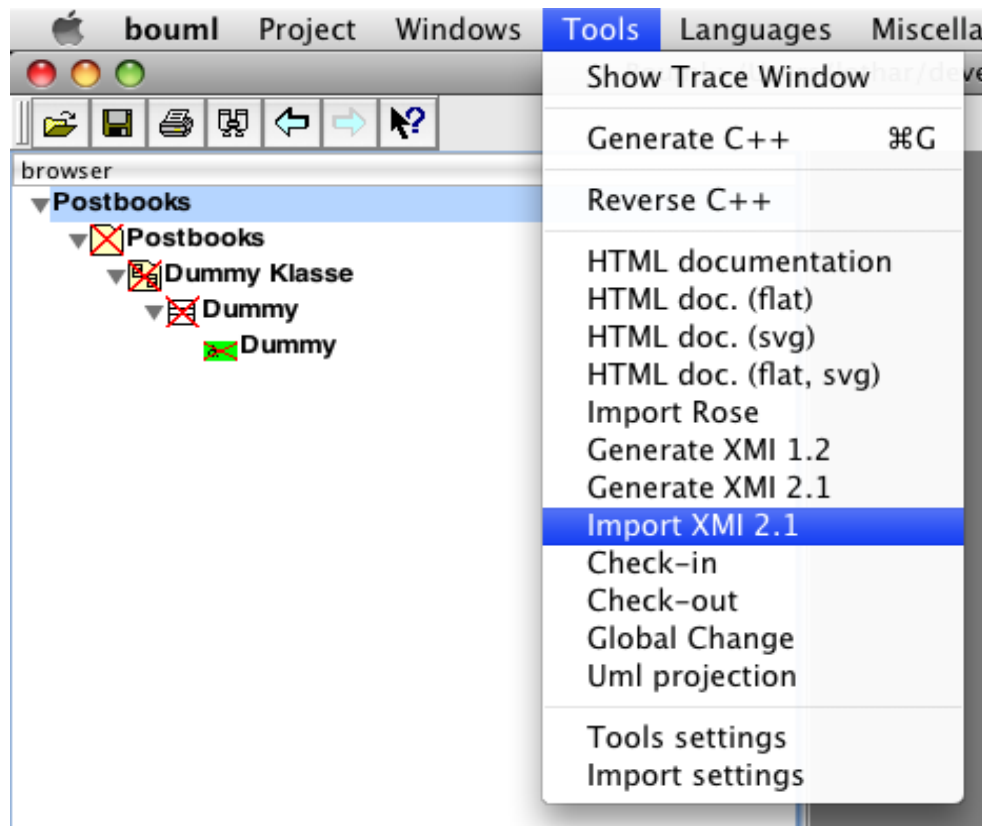 bouml Project Windows Tools Languages Miscella
Show Trace Window
Generate C++ ⌘G
Reverse C++
HTML documentation
HTML doc. (flat)
HTML doc. (svg)
HTML doc. (flat, svg)
Import Rose
Generate XMI 1.2
Generate XMI 2.1
Import XMI 2.1
Check-in
Check-out
Global Change
Uml projection
Tools settings
Import settings
browser
Postbooks
Postbooks
Dummy Klasse
Dummy
Dummy